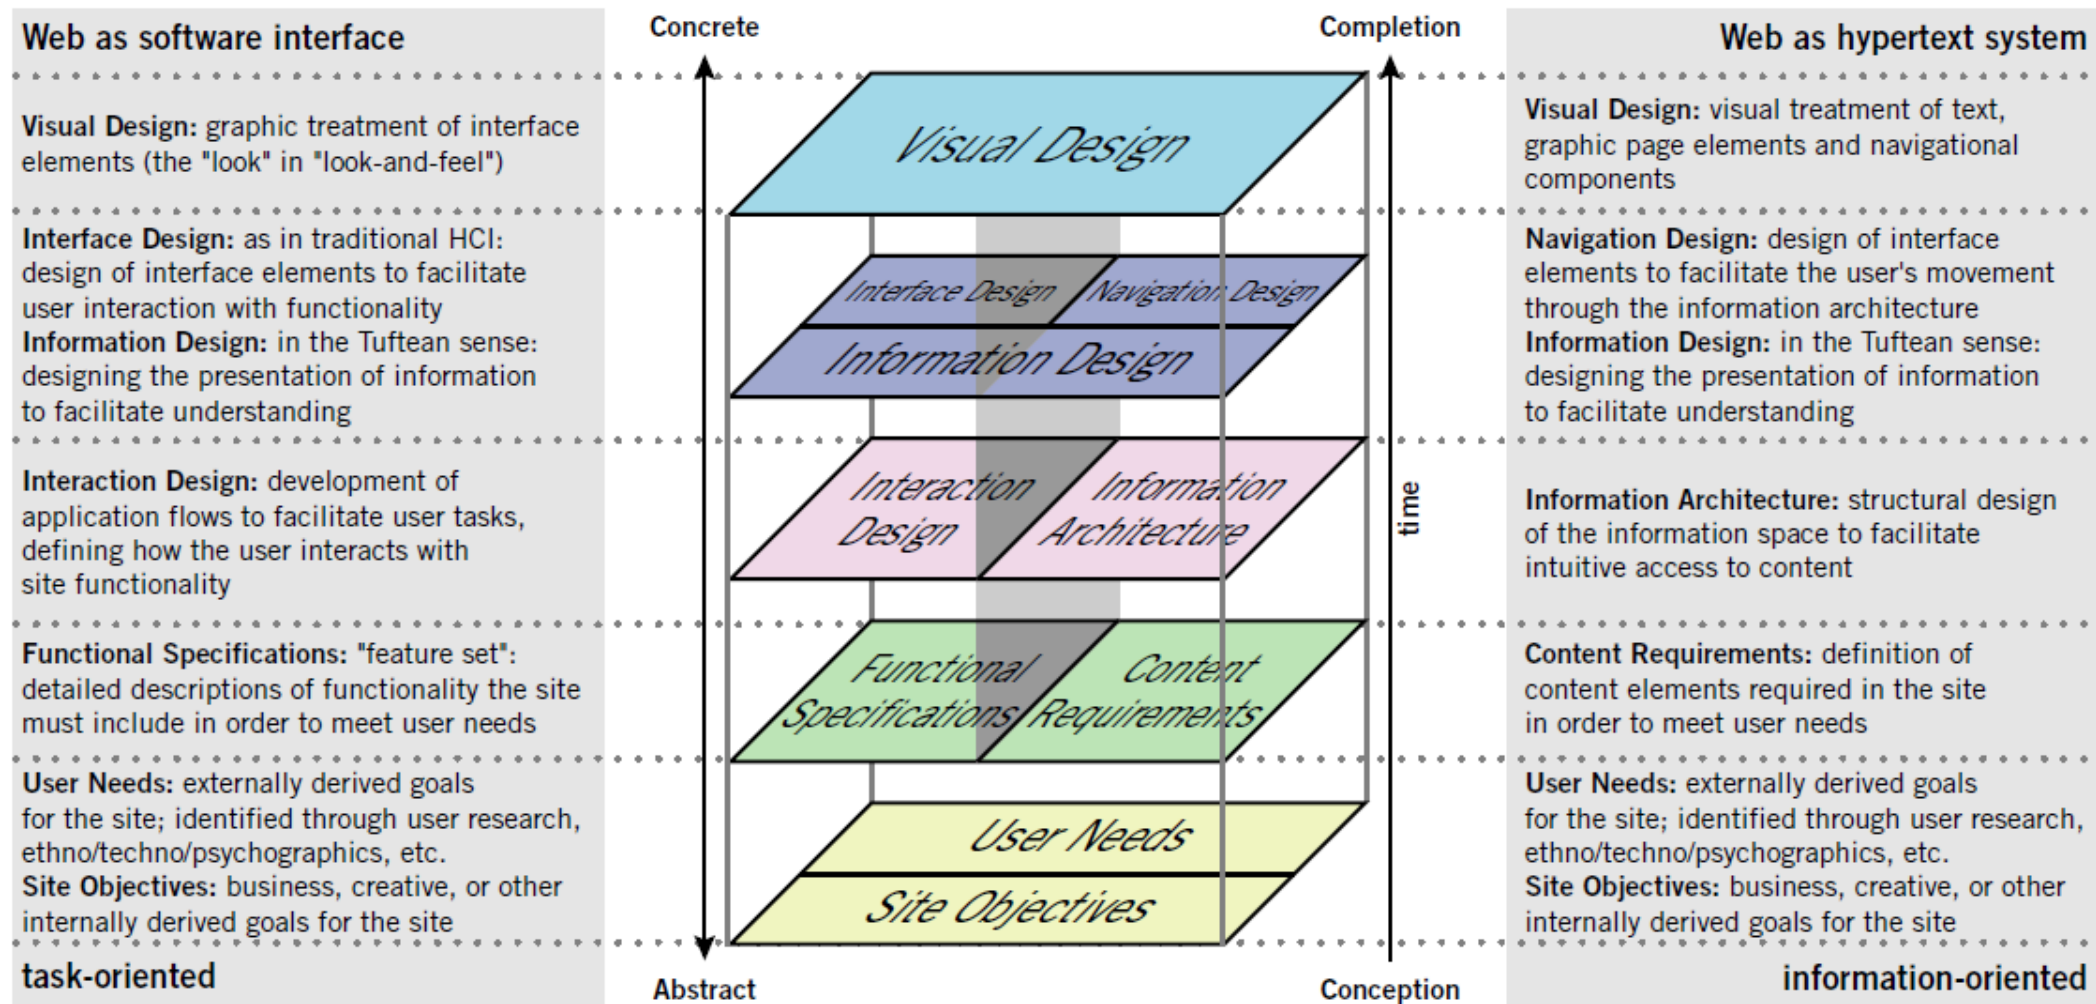 Web as software interface
Visual Design: graphic treatment of interface
elements (the "look" in "look-and-feel")
Interface Design: as in traditional HCI:
design of interface elements to facilitate
user interaction with functionality
Information Design: in the Tuftean sense:
designing the presentation of information
to facilitate understanding
Interaction Design: development of
application flows to facilitate user tasks,
defining how the user interacts with
site functionality
Functional Specifications: "feature set":
detailed descriptions of functionality the site
must include in order to meet user needs
User Needs: externally derived goals
for the site; identified through user research,
ethno/techno/psychographics, etc.
Site Objectives: business, creative, or other
internally derived goals for the site
task-oriented
Concrete
Completion
Visual Design
Interface Design
Navigation Design
Information Design
Interaction
Design
Information
Architecture
Functional
Specifications
Content
Requirements
User Needs
Site Objectives
time
Abstract
Conception
Web as hypertext system
Visual Design: visual treatment of text,
graphic page elements and navigational
components
Navigation Design: design of interface
elements to facilitate the user's movement
through the information architecture
Information Design: in the Tuftean sense:
designing the presentation of information
to facilitate understanding
Information Architecture: structural design
of the information space to facilitate
intuitive access to content
Content Requirements: definition of
content elements required in the site
in order to meet user needs
User Needs: externally derived goals
for the site; identified through user research,
ethno/techno/psychographics, etc.
Site Objectives: business, creative, or other
internally derived goals for the site
information-oriented